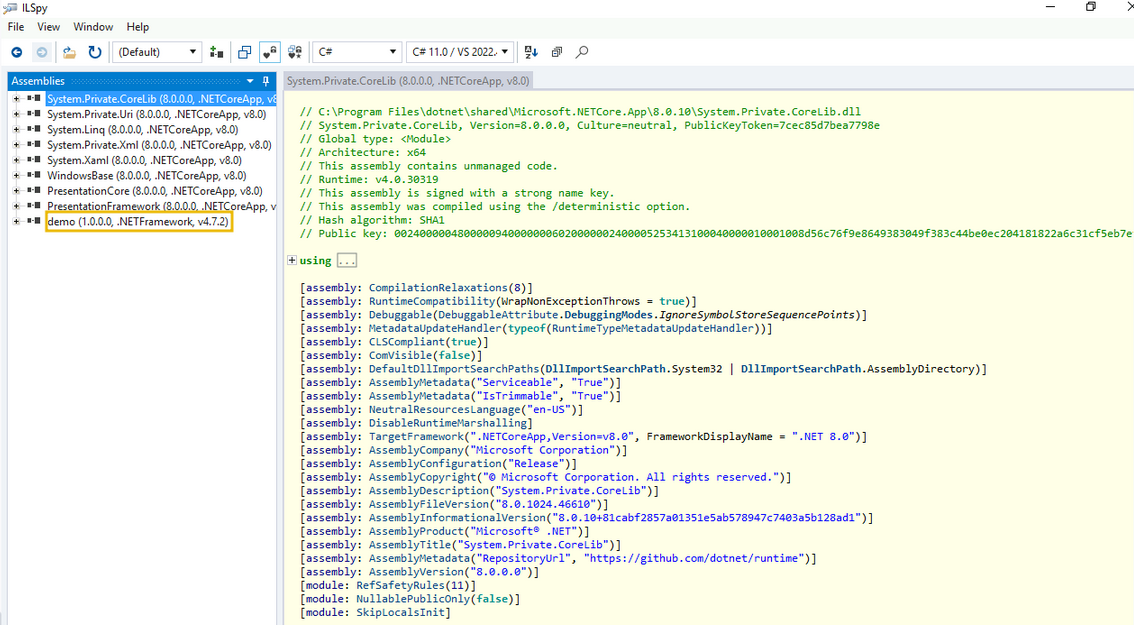 ILSpy
File View Window Help
(Default) C# C# 11.0 / VS 2022.
Assemblies
System.Private.CoreLib (8.0.0.0, .NETCoreApp, v8
System.Private.Uri (8.0.0.0, .NETCoreApp, v8.0)
System.Linq (8.0.0.0, .NETCoreApp, v8.0)
System.Private.Xml (8.0.0.0, .NETCoreApp, v8.0)
System.Xaml (8.0.0.0, .NETCoreApp, v8.0)
WindowsBase (8.0.0.0, .NETCoreApp, v8.0)
PresentationCore (8.0.0.0, .NETCoreApp, v8.0)
PresentationFramework (8.0.0.0, .NETCoreApp, v
demo (1.0.0.0, .NETFramework, v4.7.2)
System.Private.CoreLib (8.0.0.0, .NETCoreApp, v8.0)
// C:\Program Files\dotnet\shared\Microsoft.NETCore.App\8.0.10\System.Private.CoreLib.dll
// System.Private.CoreLib, Version=8.0.0.0, Culture=neutral, PublicKeyToken=7cec85d7bea7798e
// Global type: <Module>
// Architecture: x64
// This assembly contains unmanaged code.
// Runtime: v4.0.30319
// This assembly is signed with a strong name key.
// This assembly was compiled using the /deterministic option.
// Hash algorithm: SHA1
// Public key: 00240000048000009400000006020000002400005253413100040000010001008d56c76f9e8649383049f383c44be0ec204181822a6c31cf5eb7e
using ...
[assembly: CompilationRelaxations(8)]
[assembly: RuntimeCompatibility(WrapNonExceptionThrows = true)]
[assembly: Debuggable(DebuggableAttribute.DebuggingModes.IgnoreSymbolStoreSequencePoints)]
[assembly: MetadataUpdateHandler(typeof(RuntimeTypeMetadataUpdateHandler))]
[assembly: CLSCompliant(true)]
[assembly: ComVisible(false)]
[assembly: DefaultDllImportSearchPaths(DllImportSearchPath.System32 | DllImportSearchPath.AssemblyDirectory)]
[assembly: AssemblyMetadata("Serviceable", "True")]
[assembly: AssemblyMetadata("IsTrimmable", "True")]
[assembly: NeutralResourcesLanguage("en-US")]
[assembly: DisableRuntimeMarshalling]
[assembly: TargetFramework(".NETCoreApp,Version=v8.0", FrameworkDisplayName = ".NET 8.0")]
[assembly: AssemblyCompany("Microsoft Corporation")]
[assembly: AssemblyConfiguration("Release")]
[assembly: AssemblyCopyright("© Microsoft Corporation. All rights reserved.")]
[assembly: AssemblyDescription("System.Private.CoreLib")]
[assembly: AssemblyFileVersion("8.0.1024.46610")]
[assembly: AssemblyInformationalVersion("8.0.10+81cabf2857a01351e5ab578947c7403a5b128ad1")]
[assembly: AssemblyProduct("Microsoft® .NET")]
[assembly: AssemblyTitle("System.Private.CoreLib")]
[assembly: AssemblyMetadata("RepositoryUrl", "https://github.com/dotnet/runtime")]
[assembly: AssemblyVersion("8.0.0.0")]
[module: RefSafetyRules(11)]
[module: NullablePublicOnly(false)]
[module: SkipLocalsInit]